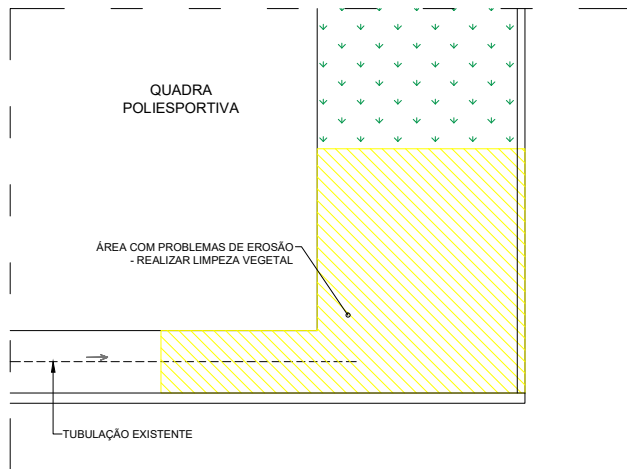 QUADRA
POLIESPORTIVA
ÁREA COM PROBLEMAS DE EROSÃO
- REALIZAR LIMPEZA VEGETAL
TUBULAÇÃO EXISTENTE